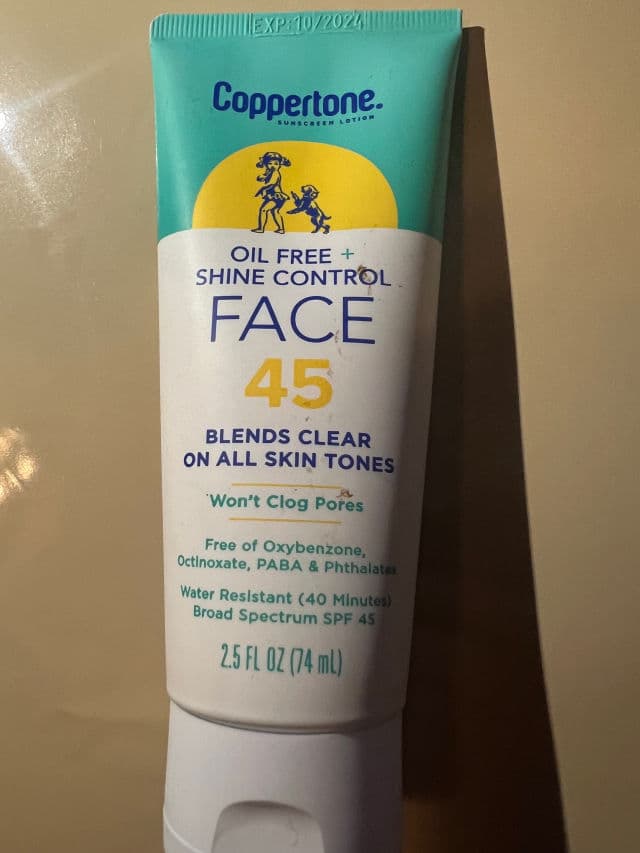 EXP:10/2024
Coppertone.
SUNSCREEN LOTION
OIL FREE +
SHINE CONTROL
FACE
45
BLENDS CLEAR
ON ALL SKIN TONES
Won't Clog Pores
Free of Oxybenzone,
Octinoxate, PABA & Phthalates
Water Resistant (40 Minutes)
Broad Spectrum SPF 45
2.5 FL OZ (74 mL)